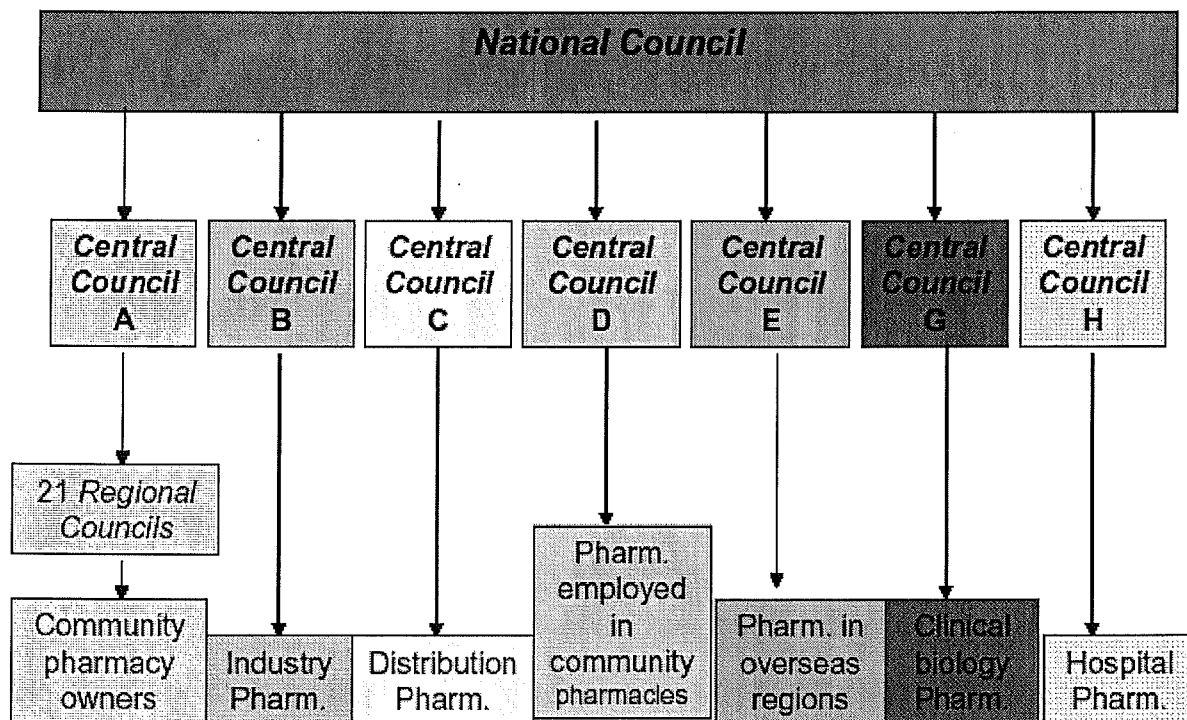 National Council
Central
Council
A
Central
Council
B
Central
Council
C
Central
Council
D
Central
Council
E
Central
Council
G
Central
Council
H
21 Regional
Councils
Community
pharmacy
owners
Industry
Pharm.
Distribution
Pharm.
Pharm.
employed
in
community
pharmacies
Pharm. in
overseas
regions
Clinical
biology
Pharm.
Hospital
Pharm.